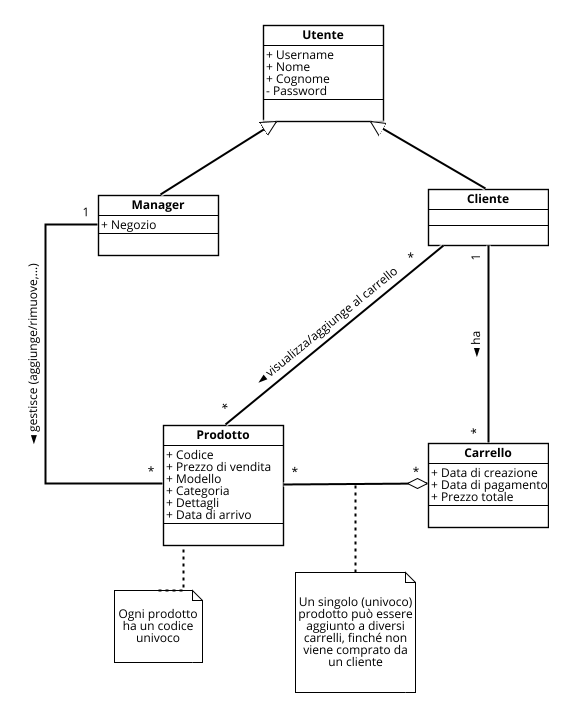 Utente
+ Username
+ Nome
+ Cognome
- Password
Manager
+ Negozio
Cliente
1
*
1
gestisce (aggiunge/rimuove,...)
visualizza/aggiunge al carrello
ha
*
*
Prodotto
+ Codice
+ Prezzo di vendita
+ Modello
+ Categoria
+ Dettagli
+ Data di arrivo
Carrello
+ Data di creazione
+ Data di pagamento
+ Prezzo totale
*
*
*
Ogni prodotto
ha un codice
univoco
Un singolo (univoco)
prodotto può essere
aggiunto a diversi
carrelli, finché non
viene comprato da
un cliente